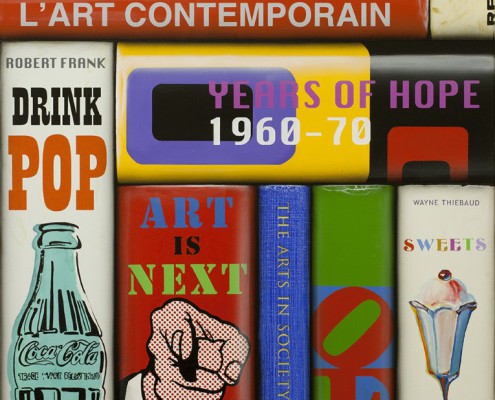 L'ART CONTEMPORAIN
ROBERT FRANK
DRINK
POP
Coca-Cola
YEARS OF HOPE
1960-70
ART
IS
NEXT
THE ARTS IN SOCIETY
WAYNE THIEBAUD
SWEETS